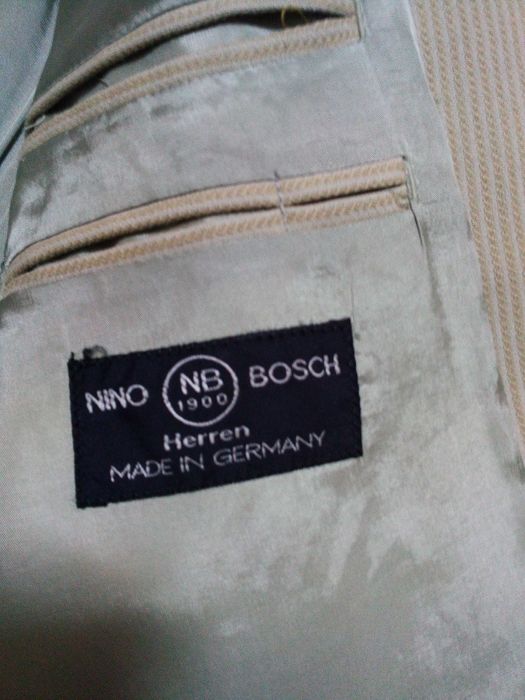 NINO NB BOSCH
1900
Herren
MADE IN GERMANY